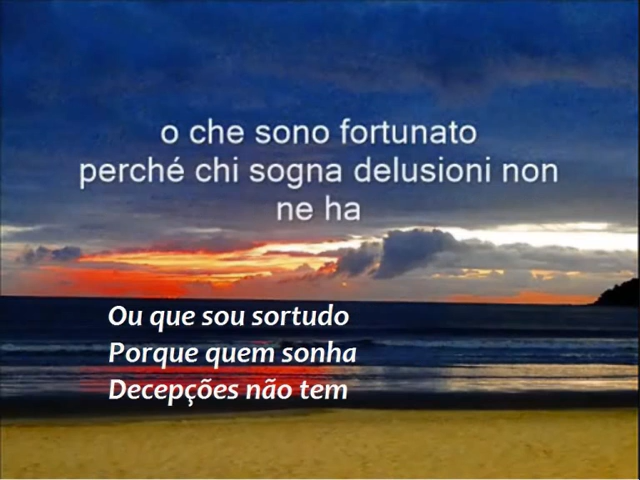 o che sono fortunato
perché chi sogna delusioni non
ne ha
Ou que sou sortudo
Porque quem sonha
Decepções não tem